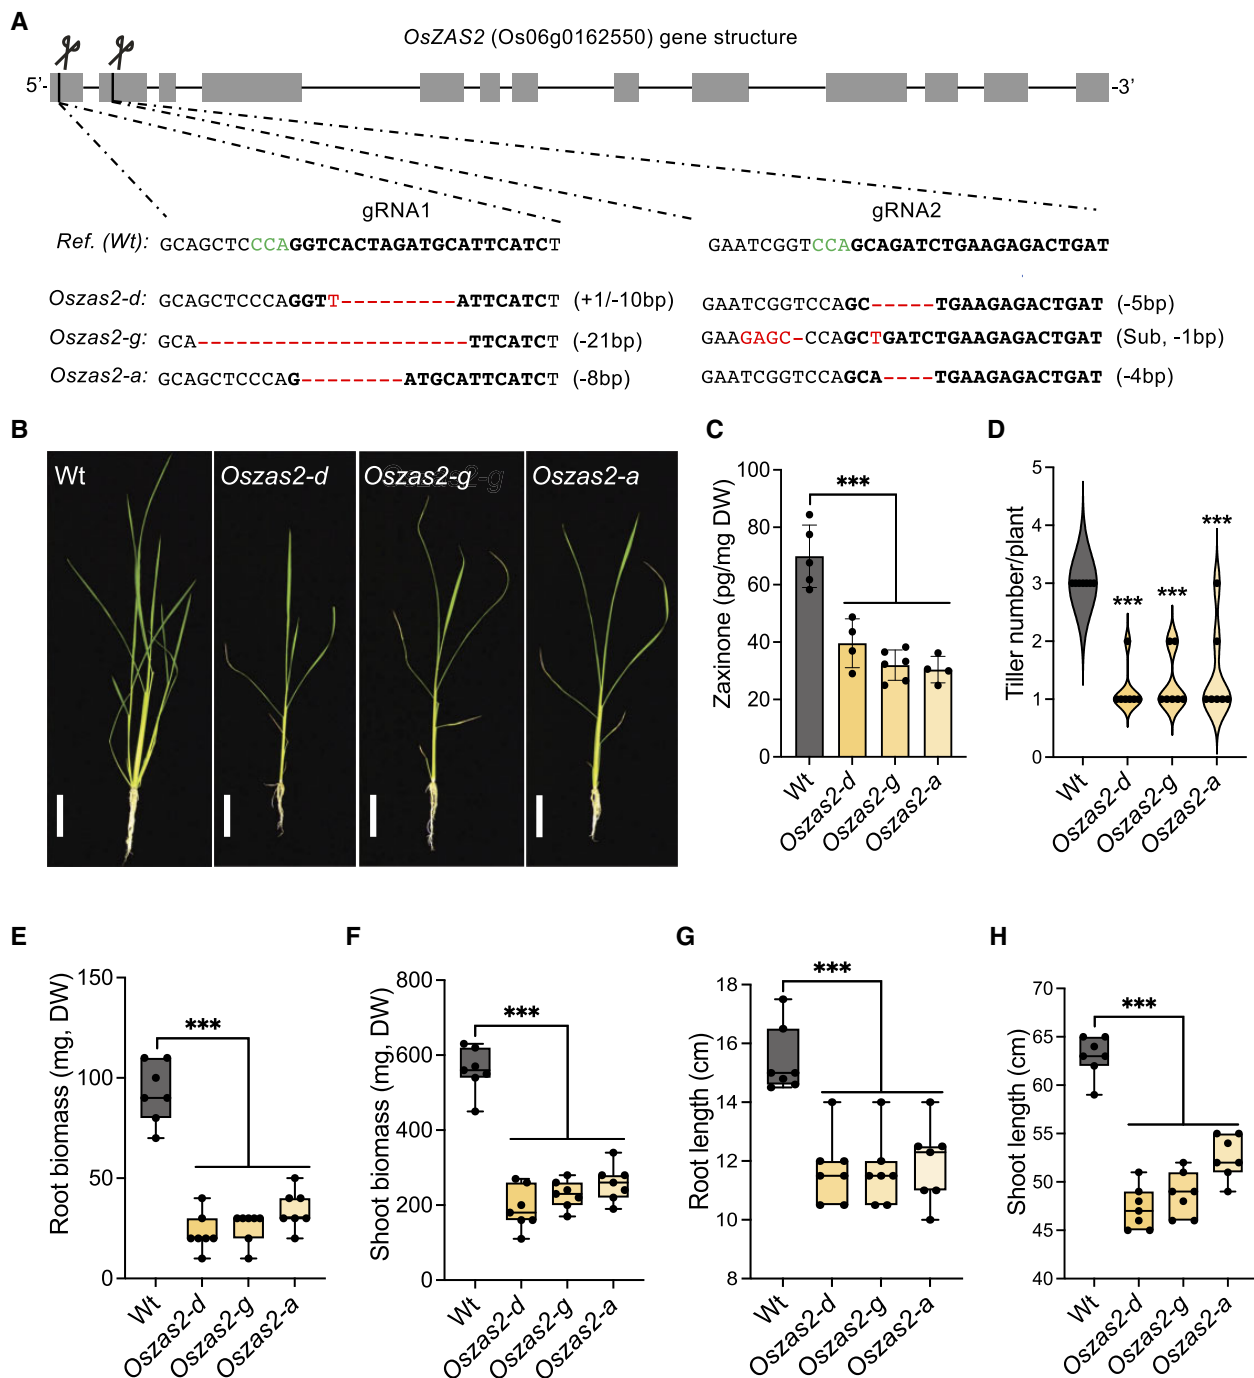 A
OsZAS2 (Os06g0162550) gene structure
5'- -3'
gRNA1 gRNA2
Ref. (Wt): GCAGCTCCCAGGTCACTAGATGCATTCATCT GAATCGGTCCAGCAGATCTGAAGAGACTGAT
Oszas2-d: GCAGCTCCCAGGTT----------ATTCATCT (+1/-10bp) GAATCGGTCCAGC-----TGAAGAGACTGAT (-5bp)
Oszas2-g: GCA---------------------TTCATCT (-21bp) GAAGAGC-CCAGCTGATCTGAAGAGACTGAT (Sub, -1bp)
Oszas2-a: GCAGCTCCCAG--------ATGCATTCATCT (-8bp) GAATCGGTCCAGCA----TGAAGAGACTGAT (-4bp)
B
Wt Oszas2-d Oszas2-g Oszas2-a
C
Zaxinone (pg/mg DW)
100
80
60
40
20
0
***
Wt Oszas2-d Oszas2-g Oszas2-a
D
Tiller number/plant
5
4
3
2
1
0
*** *** ***
Wt Oszas2-d Oszas2-g Oszas2-a
E
Root biomass (mg, DW)
150
100
50
0
***
Wt Oszas2-d Oszas2-g Oszas2-a
F
Shoot biomass (mg, DW)
800
600
400
200
0
***
Wt Oszas2-d Oszas2-g Oszas2-a
G
Root length (cm)
18
16
14
12
10
8
***
Wt Oszas2-d Oszas2-g Oszas2-a
H
Shoot length (cm)
70
65
60
55
50
45
40
***
Wt Oszas2-d Oszas2-g Oszas2-a